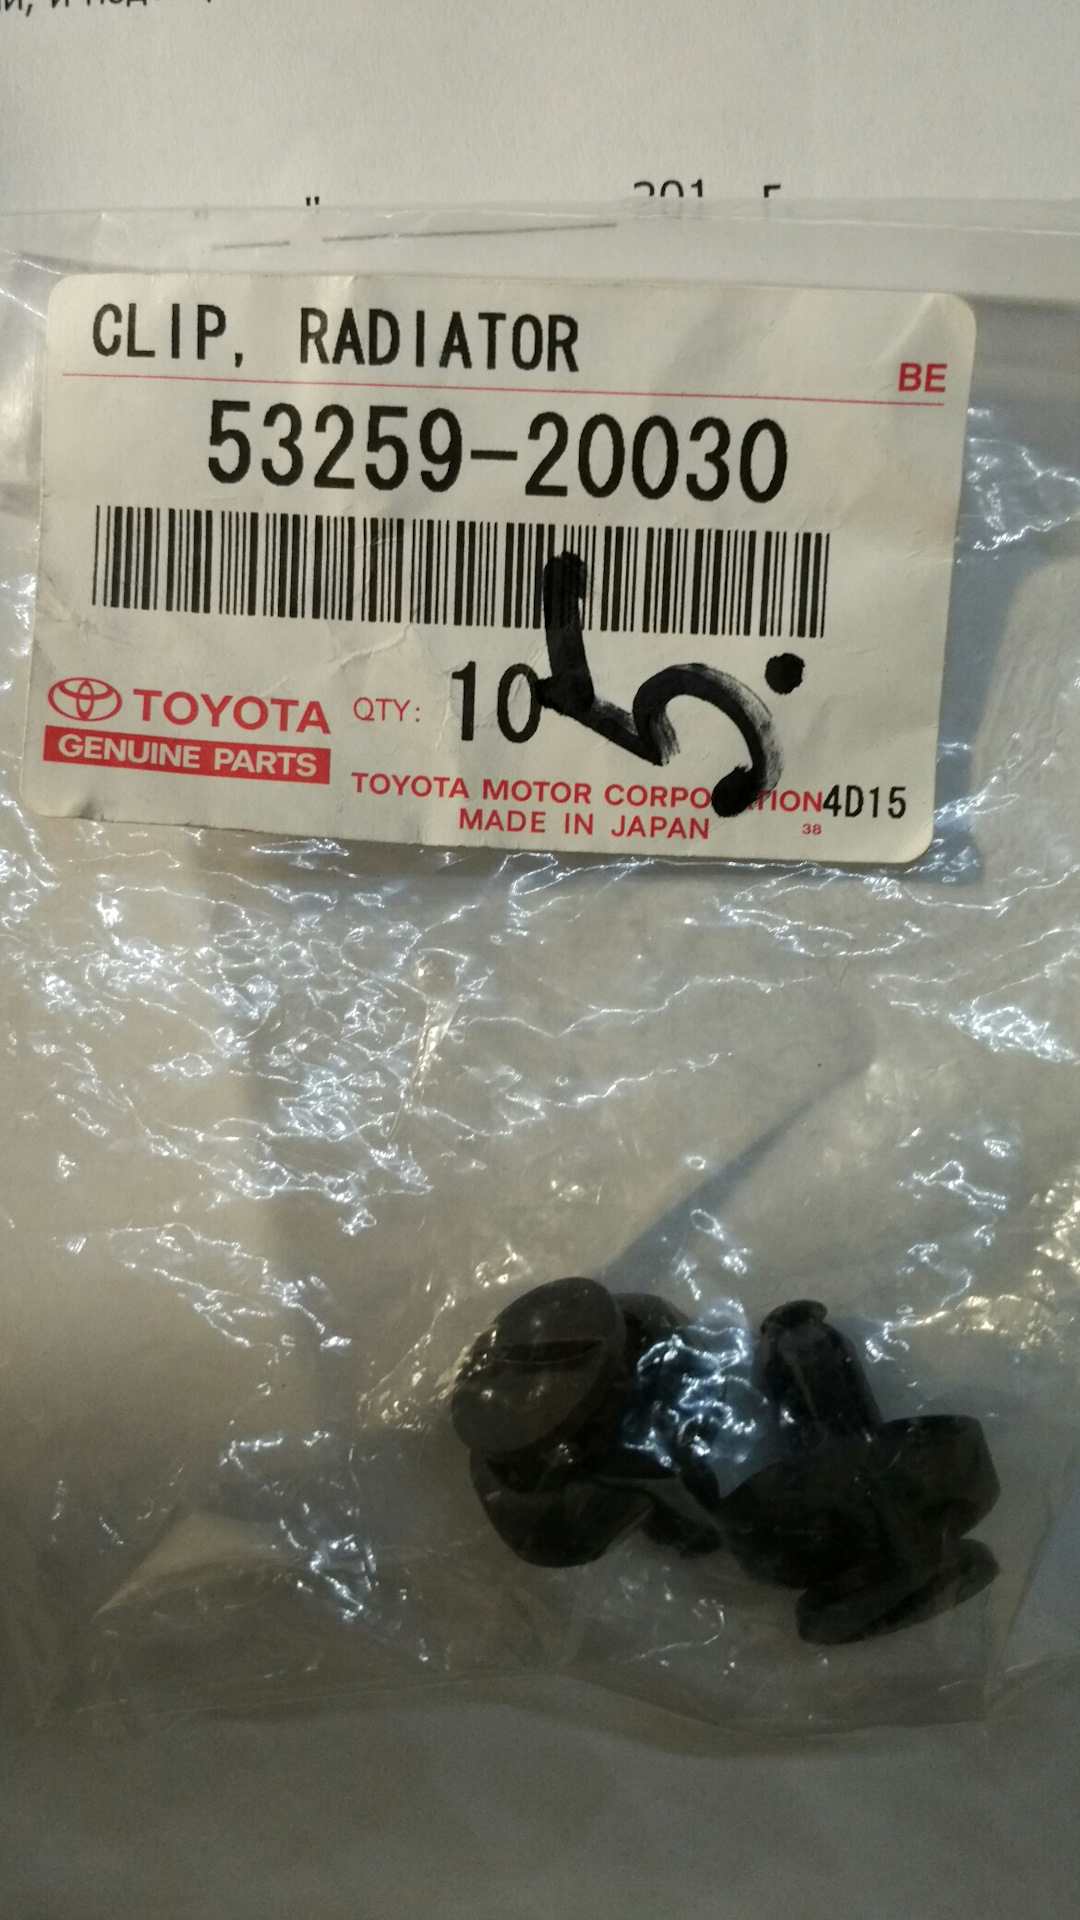 CLIP, RADIATOR
BE
53259-20030
TOYOTA
GENUINE PARTS
QTY: 10
5.
TOYOTA MOTOR CORPORATION 4D15
MADE IN JAPAN
38